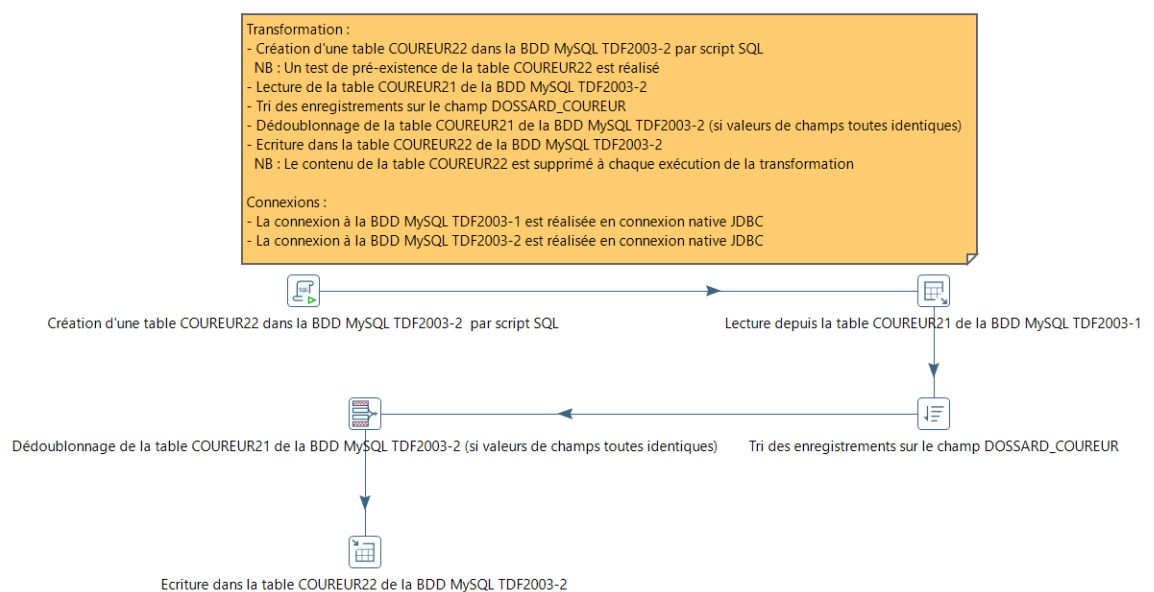 Transformation :
- Création d'une table COUREUR22 dans la BDD MySQL TDF2003-2 par script SQL
NB : Un test de pré-existence de la table COUREUR22 est réalisé
- Lecture de la table COUREUR21 de la BDD MySQL TDF2003-2
- Tri des enregistrements sur le champ DOSSARD_COUREUR
- Dédoublonnage de la table COUREUR21 de la BDD MySQL TDF2003-2 (si valeurs de champs toutes identiques)
- Ecriture dans la table COUREUR22 de la BDD MySQL TDF2003-2
NB : Le contenu de la table COUREUR22 est supprimé à chaque exécution de la transformation
Connexions :
- La connexion à la BDD MySQL TDF2003-1 est réalisée en connexion native JDBC
- La connexion à la BDD MySQL TDF2003-2 est réalisée en connexion native JDBC
SQL
Création d'une table COUREUR22 dans la BDD MySQL TDF2003-2 par script SQL
Lecture depuis la table COUREUR21 de la BDD MySQL TDF2003-1
Dédoublonnage de la table COUREUR21 de la BDD MySQL TDF2003-2 (si valeurs de champs toutes identiques)
Tri des enregistrements sur le champ DOSSARD_COUREUR
Ecriture dans la table COUREUR22 de la BDD MySQL TDF2003-2